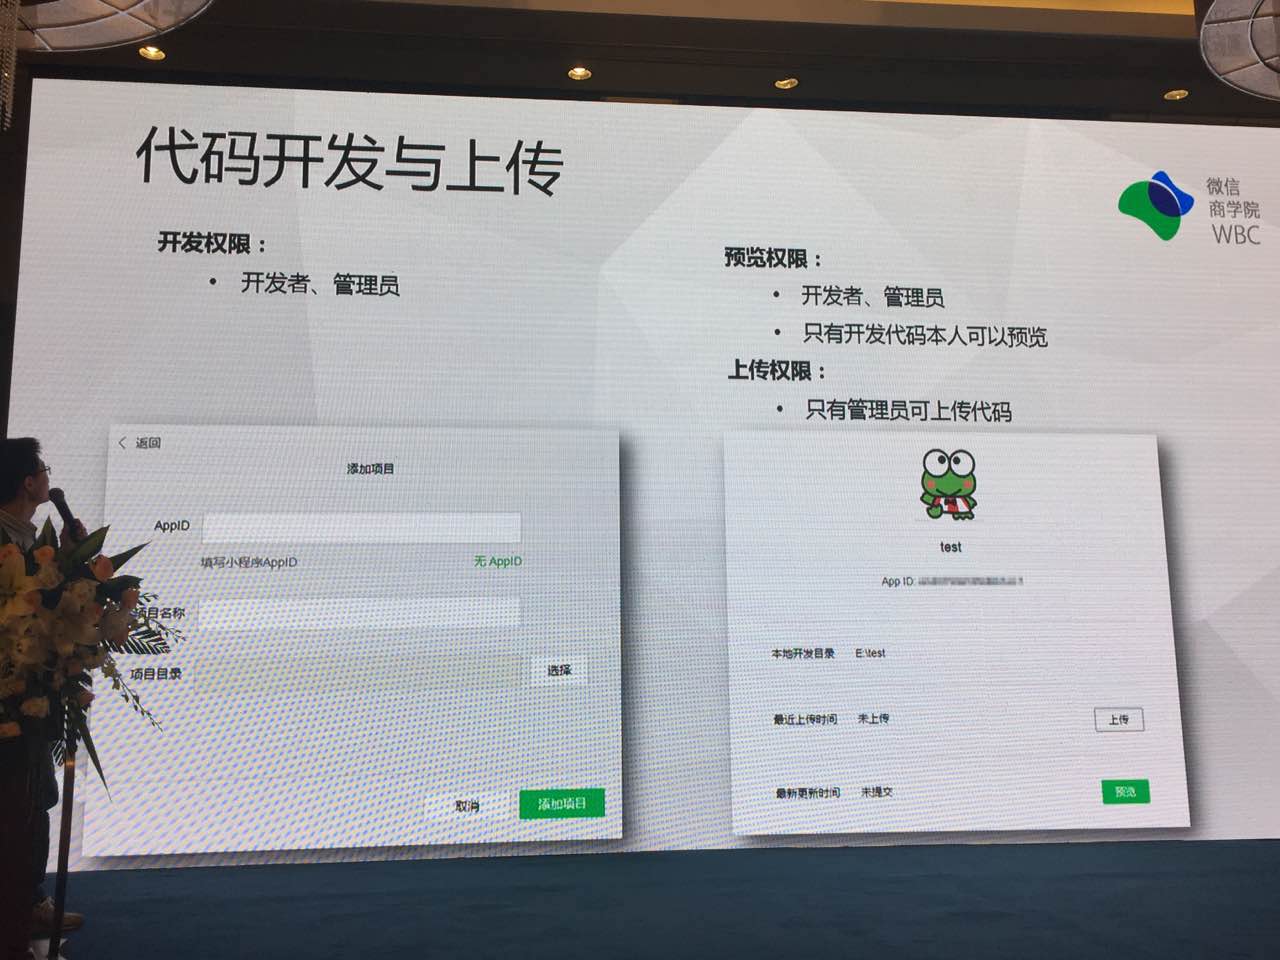 代码开发与上传
微信
商学院
WBC
开发权限：
• 开发者、管理员
预览权限：
• 开发者、管理员
• 只有开发代码本人可以预览
上传权限：
• 只有管理员可上传代码
< 返回
添加项目
AppID
填写小程序AppID
无 AppID
项目名称
项目目录
选择
取消
添加项目
test
App ID:
本地开发目录 E:\test
最近上传时间 未上传
上传
最新更新时间 未提交
预览